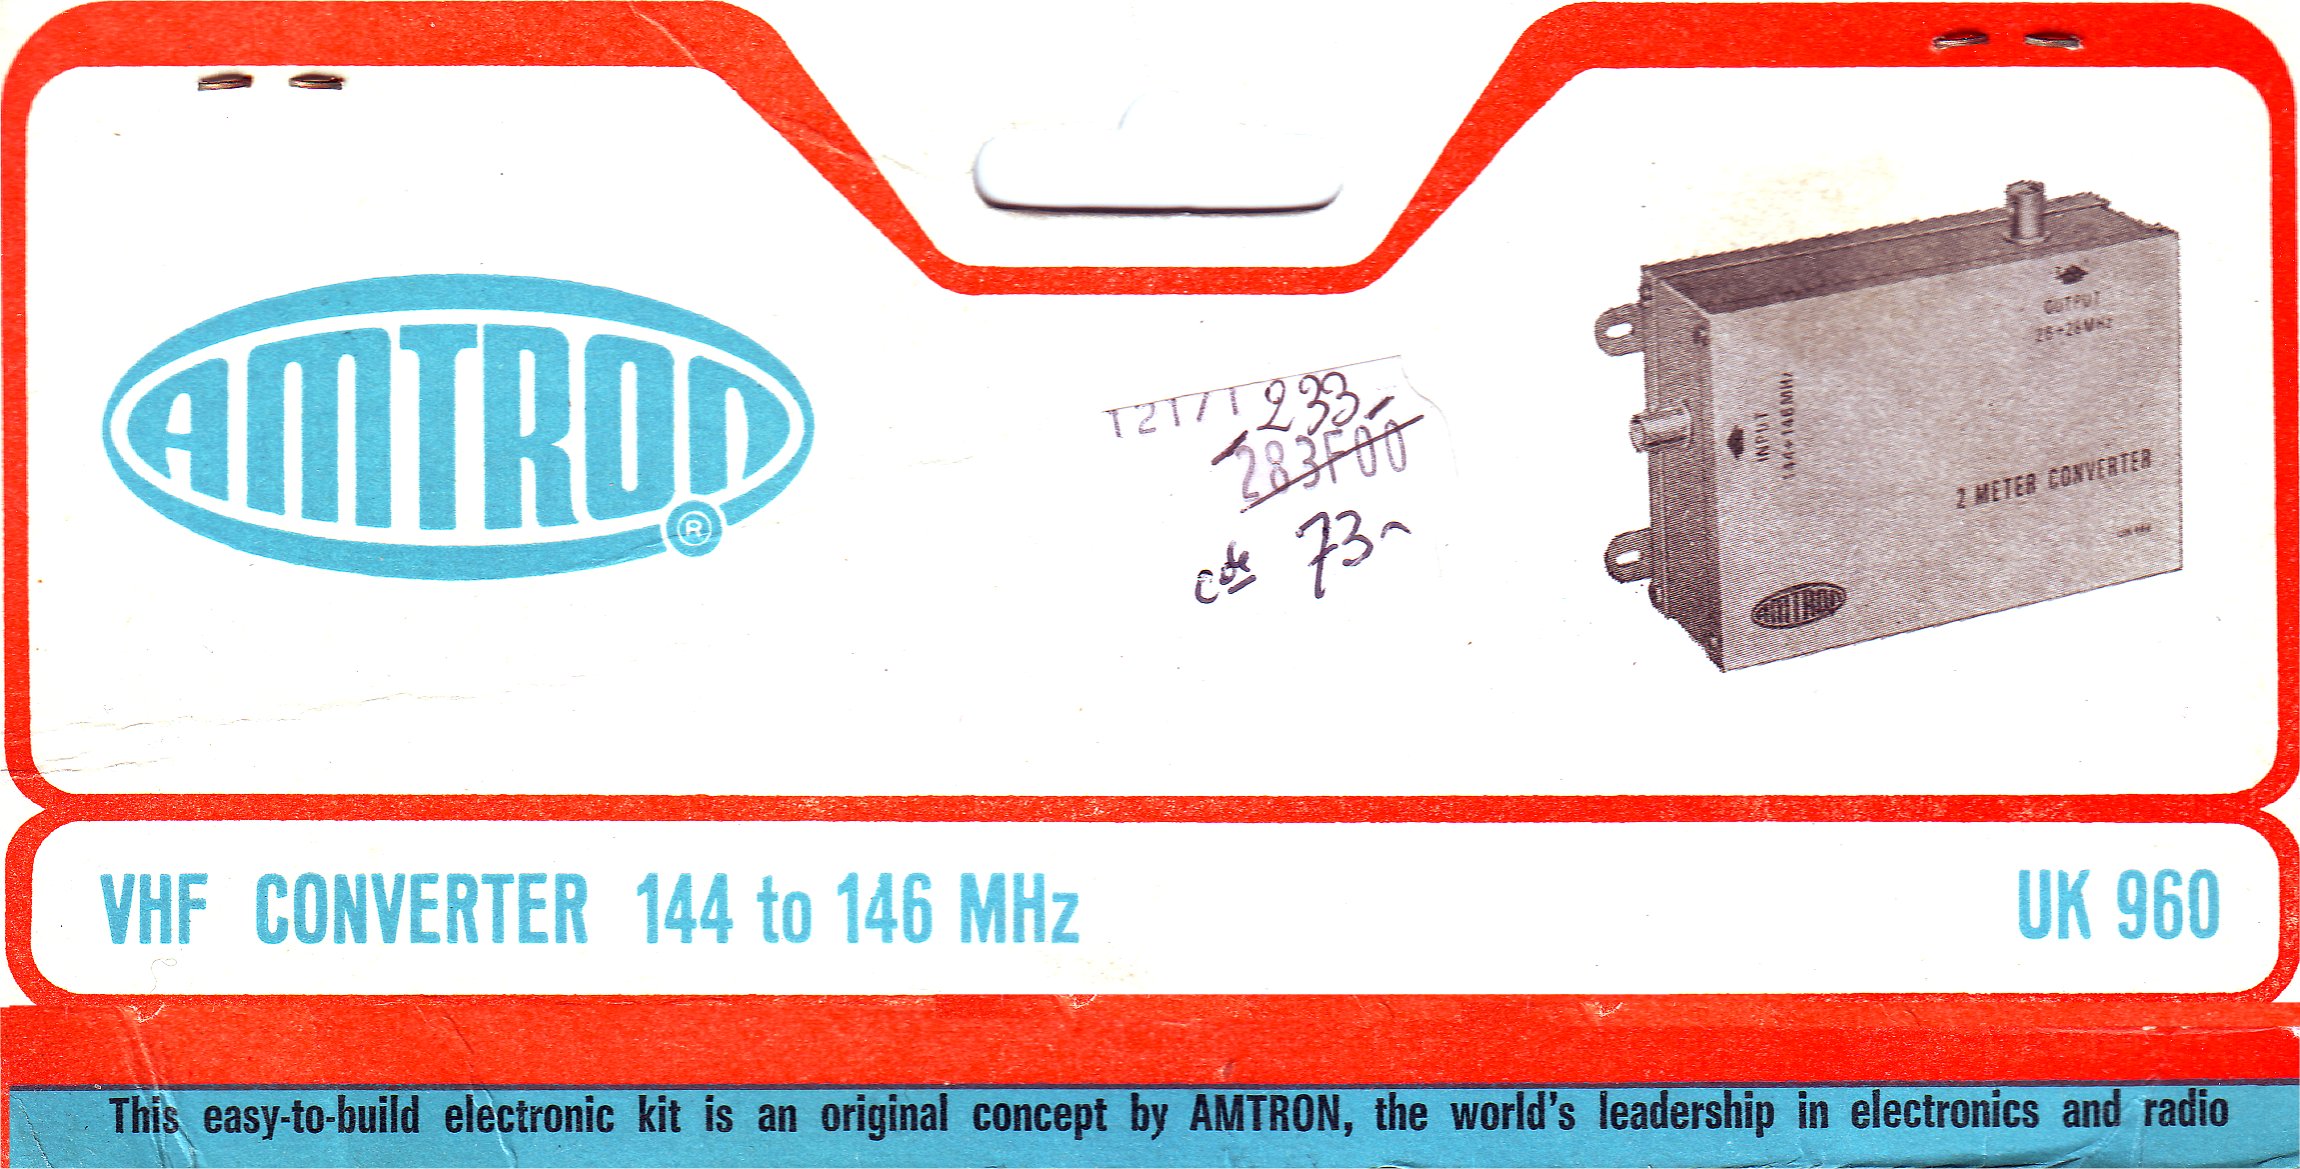 AMTRON
®
T2171 233-
283F00
cde 73~
OUTPUT
26÷28MHz
INPUT
144÷146MHz
2 METER CONVERTER
AMTRON
VHF CONVERTER 144 to 146 MHz
UK 960
This easy-to-build electronic kit is an original concept by AMTRON, the world's leadership in electronics and radio